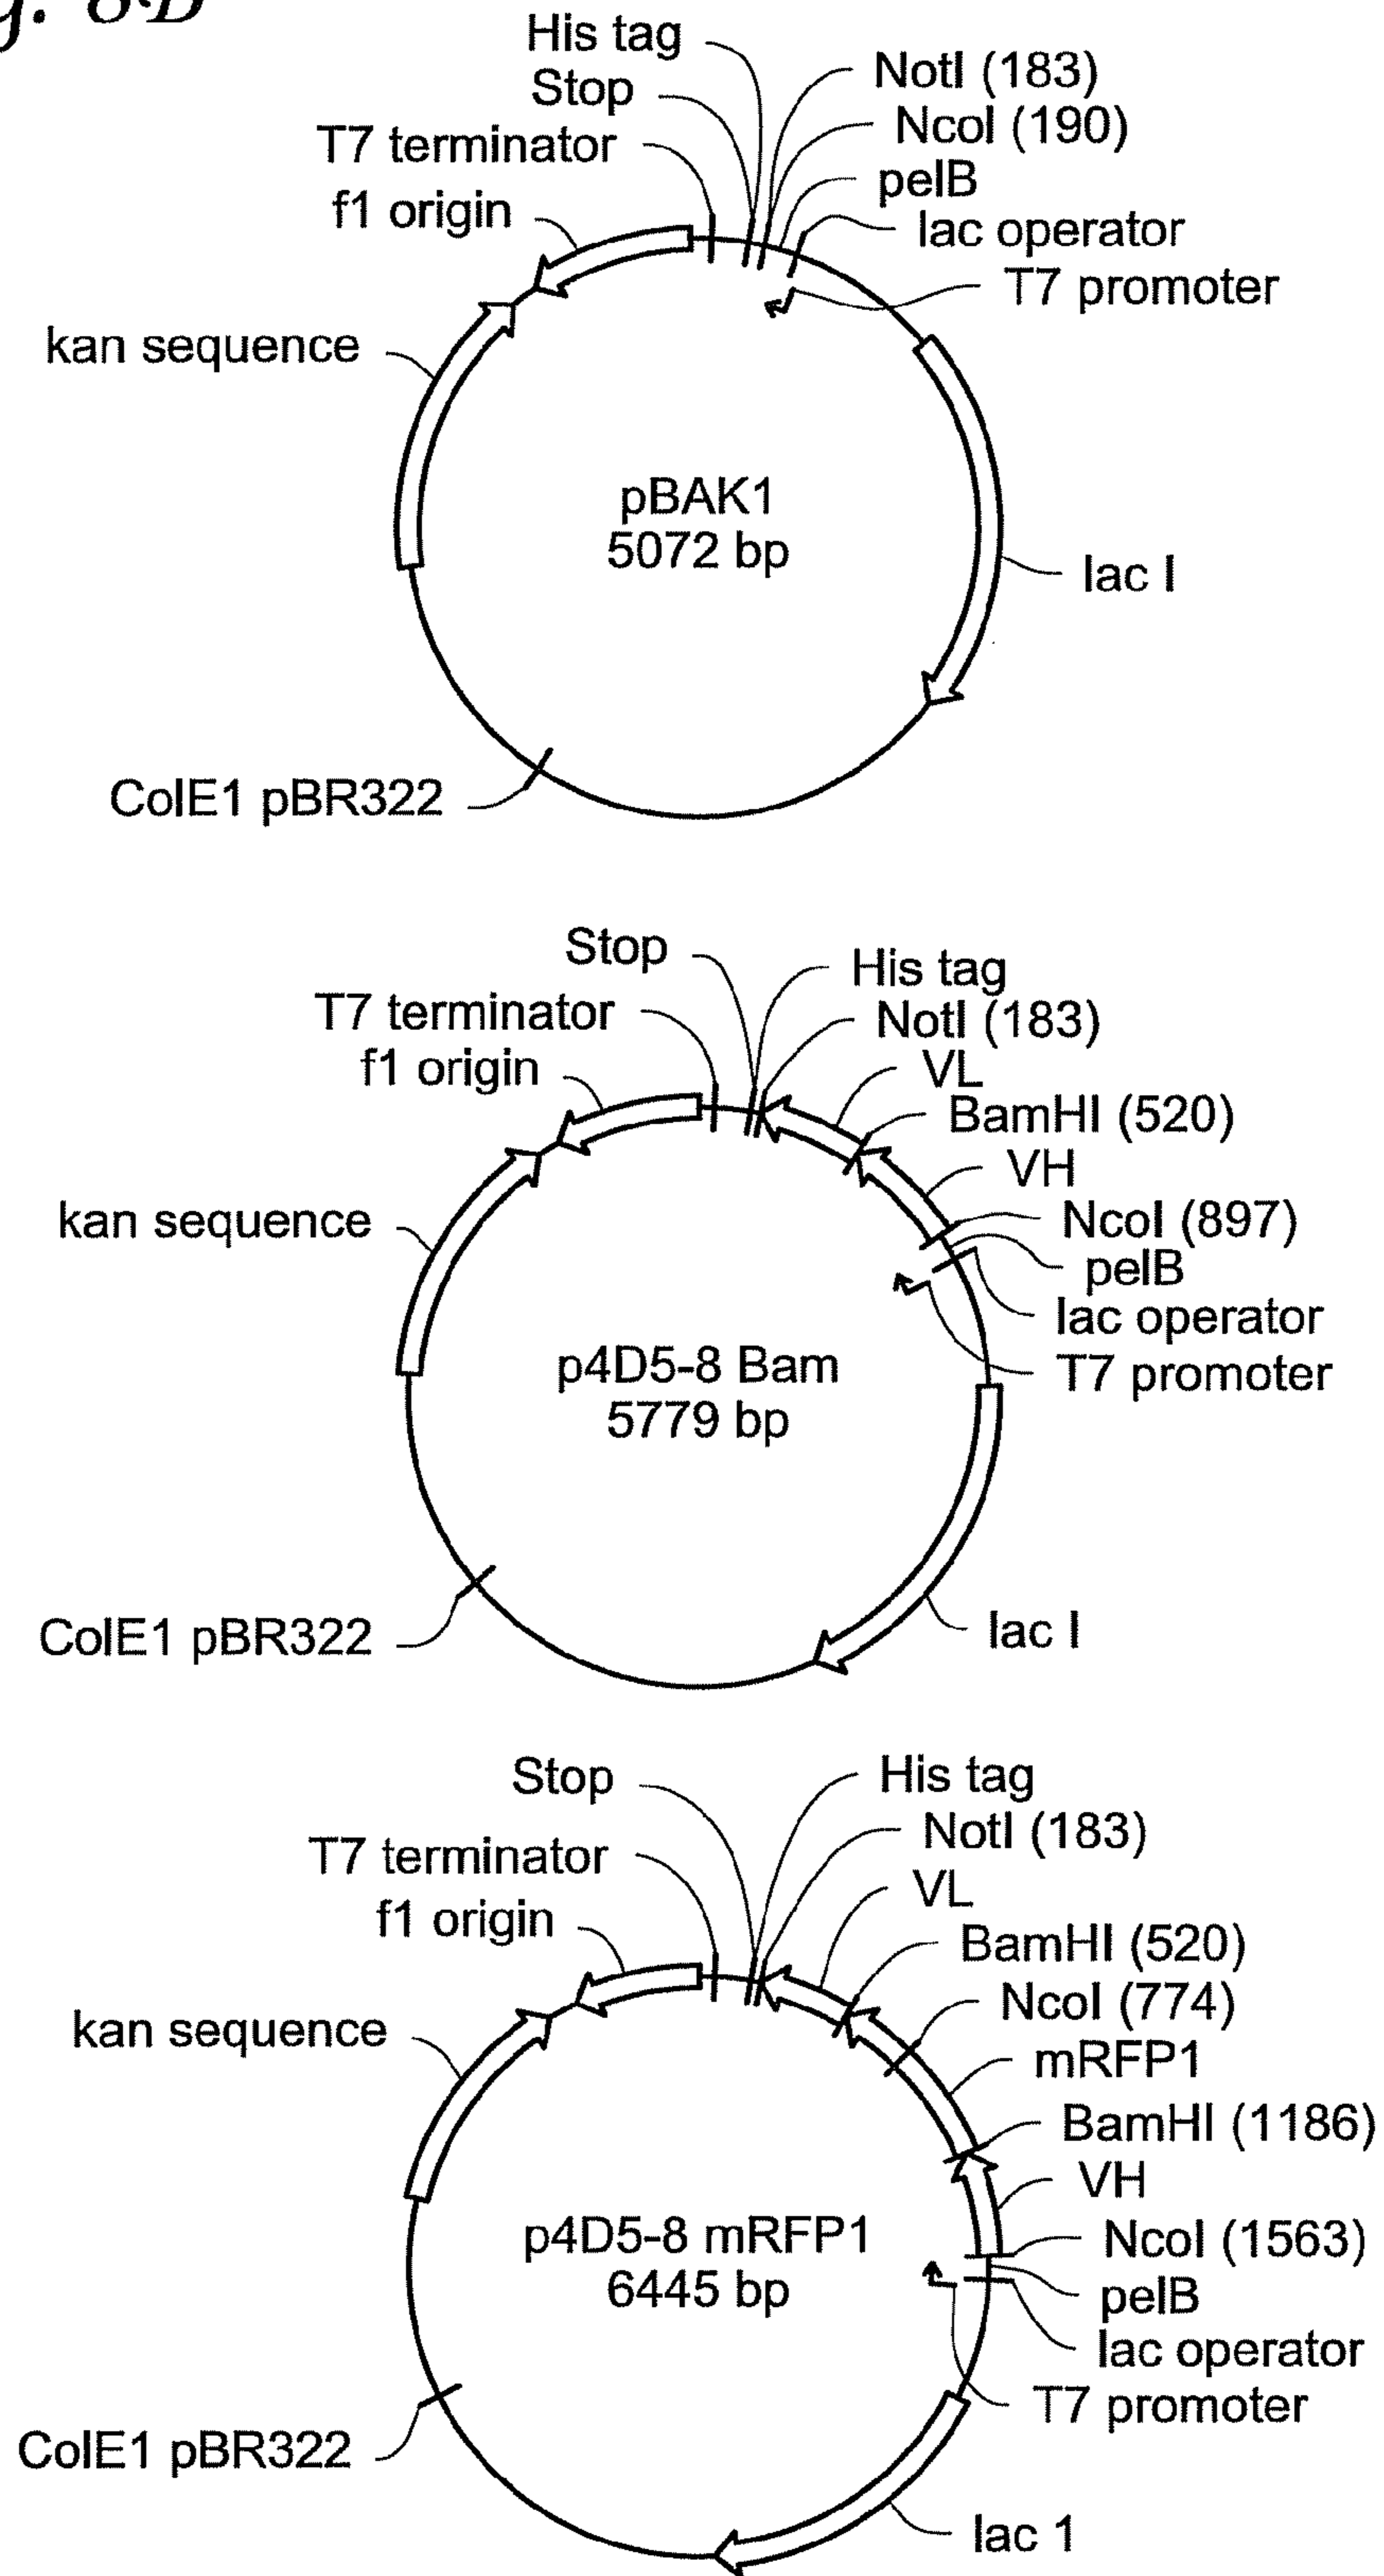 g. 8B
His tag
Stop
T7 terminator
f1 origin
kan sequence
NotI (183)
NcoI (190)
pelB
lac operator
T7 promoter
pBAK1
5072 bp
lac I
ColE1 pBR322
Stop
T7 terminator
f1 origin
kan sequence
His tag
NotI (183)
VL
BamHI (520)
VH
NcoI (897)
pelB
lac operator
T7 promoter
p4D5-8 Bam
5779 bp
lac I
ColE1 pBR322
Stop
T7 terminator
f1 origin
kan sequence
His tag
NotI (183)
VL
BamHI (520)
NcoI (774)
mRFP1
BamHI (1186)
VH
NcoI (1563)
pelB
lac operator
T7 promoter
p4D5-8 mRFP1
6445 bp
ColE1 pBR322
lac 1